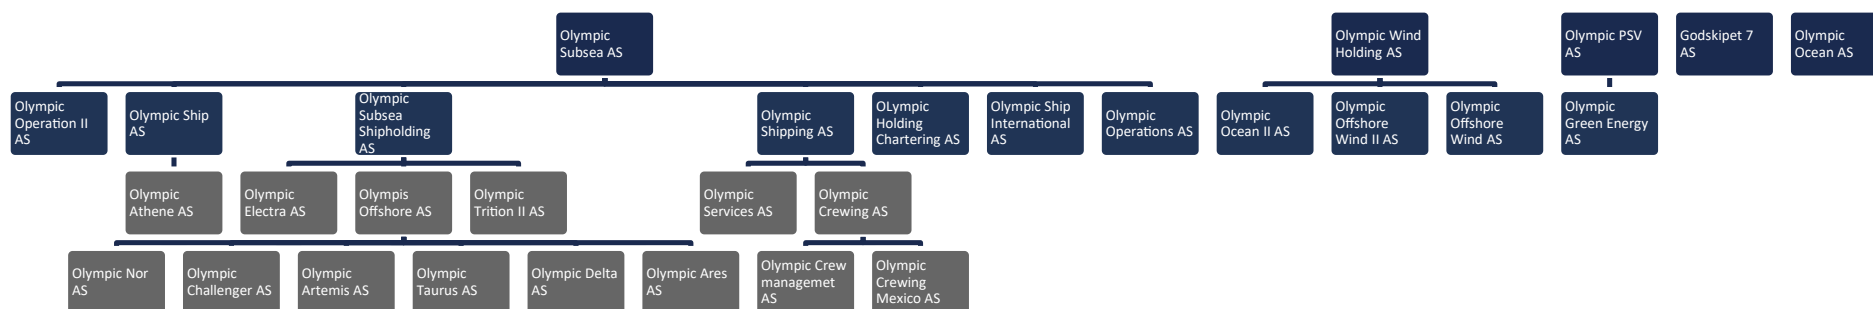 Olympic
Subsea AS
Olympic Wind
Holding AS
Olympic PSV
AS
Godskipet 7
AS
Olympic
Ocean AS
Olympic
Operation II
AS
Olympic Ship
AS
Olympic
Subsea
Shipholding
AS
Olympic
Shipping AS
OLympic
Holding
Chartering AS
Olympic Ship
International
AS
Olympic
Operations AS
Olympic
Ocean II AS
Olympic
Offshore
Wind II AS
Olympic
Offshore
Wind AS
Olympic
Green Energy
AS
Olympic
Athene AS
Olympic
Electra AS
Olympis
Offshore AS
Olympic
Trition II AS
Olympic
Services AS
Olympic
Crewing AS
Olympic Nor
AS
Olympic
Challenger AS
Olympic
Artemis AS
Olympic
Taurus AS
Olympic Delta
AS
Olympic Ares
AS
Olympic Crew
managemet
AS
Olympic
Crewing
Mexico AS